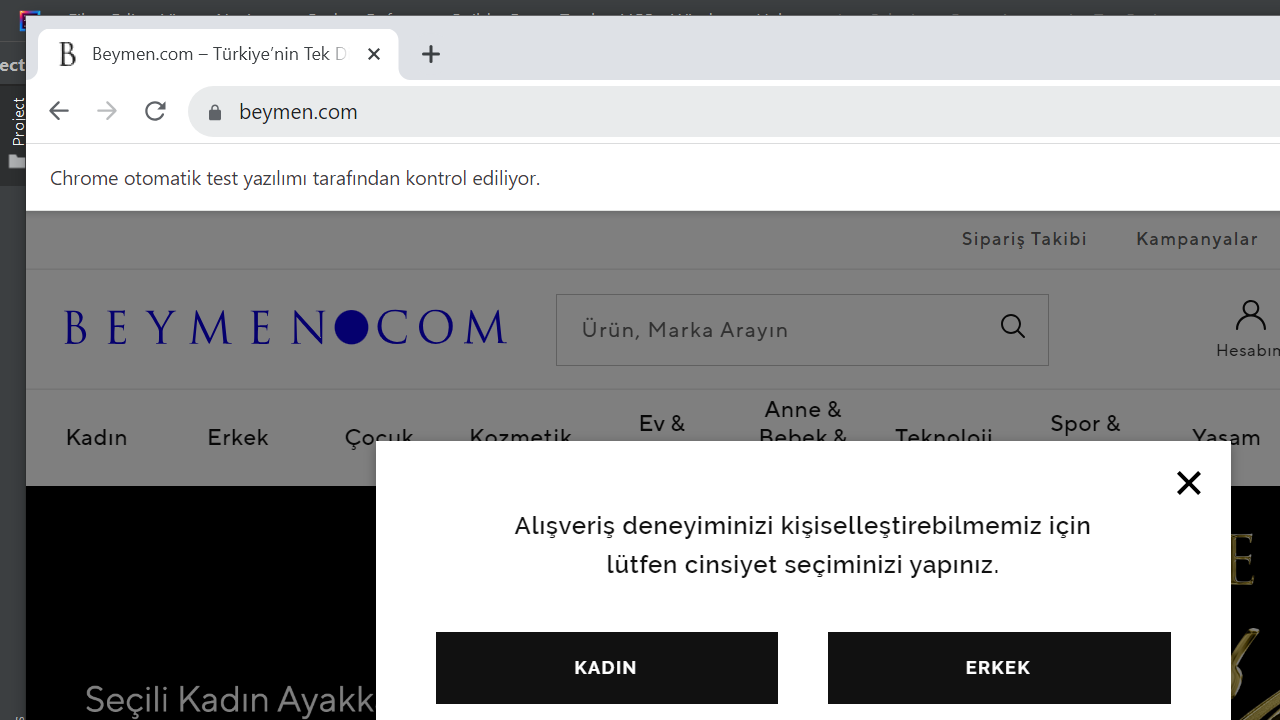 Beymen.com – Türkiye'nin Tek D
beymen.com
ect
Project
Chrome otomatik test yazılımı tarafından kontrol ediliyor.
Sipariş Takibi Kampanyalar
BEYMEN COM
Ürün, Marka Arayın
Hesabım
Kadın Erkek Çocuk Kozmetik Ev & Anne & Bebek & Teknoloji Spor & Yaşam
Alışveriş deneyiminizi kişiselleştirebilmemiz için
lütfen cinsiyet seçiminizi yapınız.
KADIN ERKEK
Seçili Kadın Ayakk
E